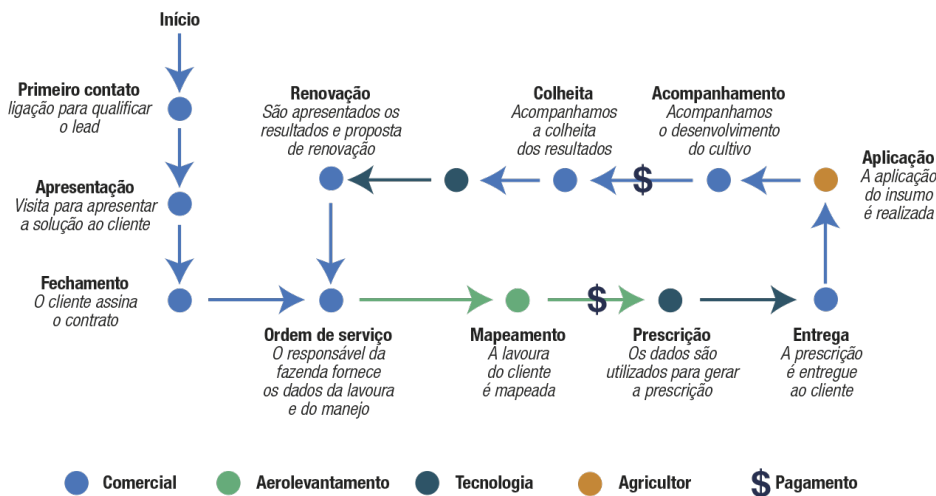 Início
Primeiro contato
ligação para qualificar
o lead
Apresentação
Visita para apresentar
a solução ao cliente
Fechamento
O cliente assina
o contrato
Renovação
São apresentados os
resultados e proposta
de renovação
Colheita
Acompanhamos
a colheita
dos resultados
Acompanhamento
Acompanhamos
o desenvolvimento
do cultivo
Aplicação
A aplicação
do insumo
é realizada
$
$
Ordem de serviço
O responsável da
fazenda fornece
os dados da lavoura
e do manejo
Mapeamento
A lavoura
do cliente
é mapeada
Prescrição
Os dados são
utilizados para gerar
a prescrição
Entrega
A prescrição
é entregue
ao cliente
Comercial
Aerolevantamento
Tecnologia
Agricultor
$ Pagamento